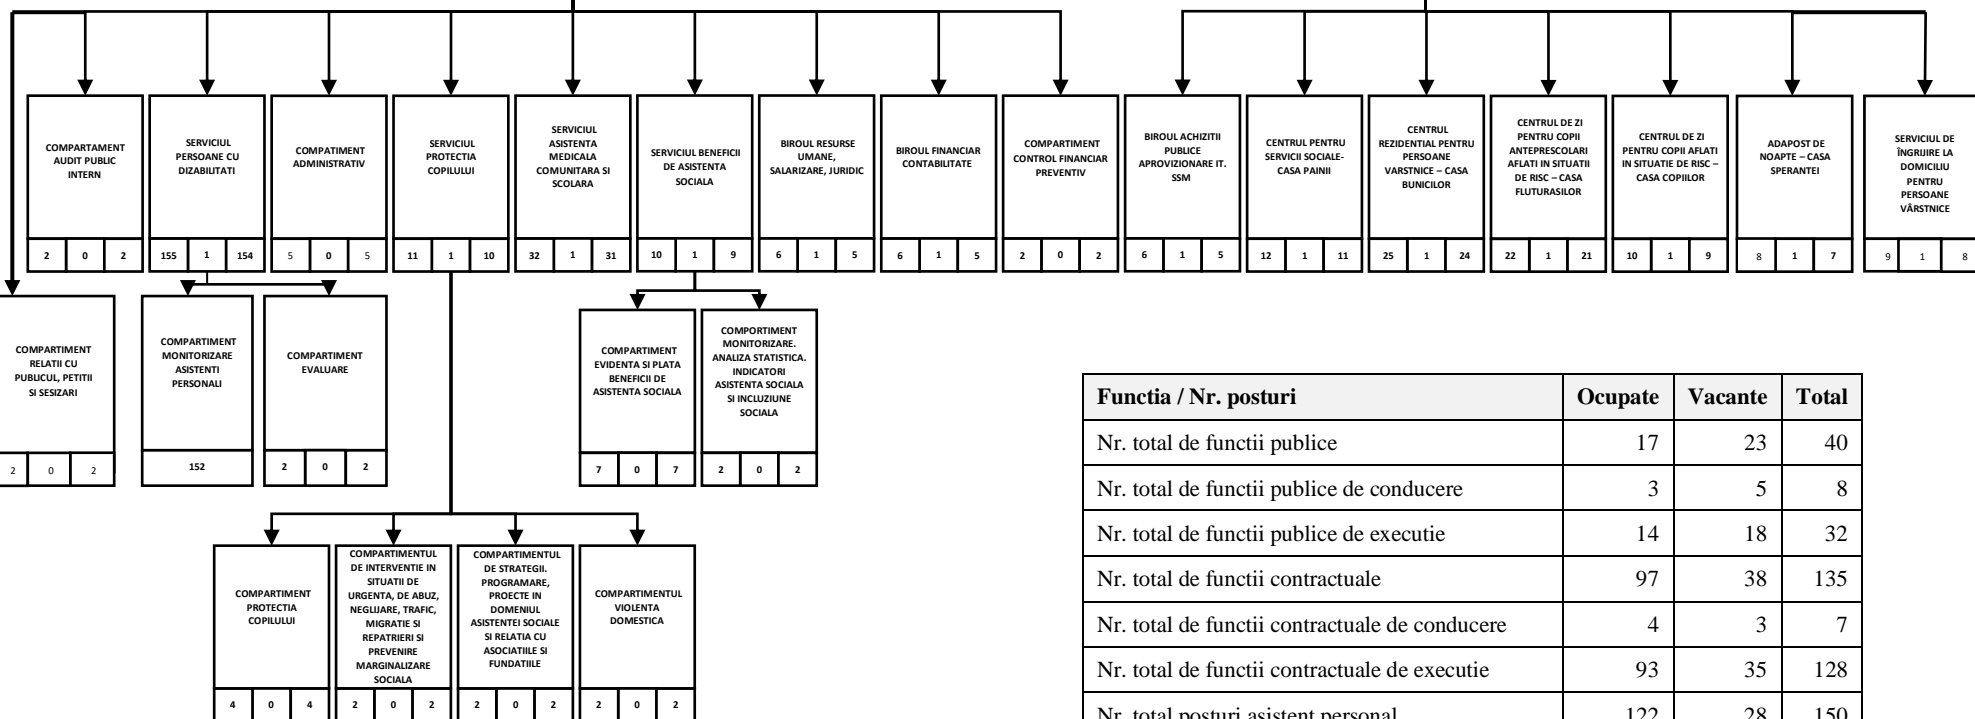 COMPARTAMENT
AUDIT PUBLIC
INTERN
2 0 2
SERVICIUL
PERSOANE CU
DIZABILITATI
155 1 154
COMPATIMENT
ADMINISTRATIV
5 0 5
SERVICIUL
PROTECTIA
COPILULUI
11 1 10
SERVICIUL
ASISTENTA
MEDICALA
COMUNITARA SI
SCOLARA
32 1 31
SERVICIUL BENEFICII
DE ASISTENTA
SOCIALA
10 1 9
BIROUL RESURSE
UMANE,
SALARIZARE, JURIDIC
6 1 5
BIROUL FINANCIAR
CONTABILITATE
6 1 5
COMPARTIMENT
CONTROL FINANCIAR
PREVENTIV
2 0 2
BIROUL ACHIZITII
PUBLICE
APROVIZIONARE IT.
SSM
6 1 5
CENTRUL PENTRU
SERVICII SOCIALE-
CASA PAINII
12 1 11
CENTRUL
REZIDENTIAL PENTRU
PERSOANE
VARSTNICE – CASA
BUNICILOR
25 1 24
CENTRUL DE ZI
PENTRU COPII
ANTEPRESCOLARI
AFLATI IN SITUATII
DE RISC – CASA
FLUTURASILOR
22 1 21
CENTRUL DE ZI
PENTRU COPII AFLATI
IN SITUATIE DE RISC –
CASA COPIILOR
10 1 9
ADAPOST DE
NOAPTE – CASA
SPERANTEI
8 1 7
SERVICIUL DE
ÎNGRIJIRE LA
DOMICILIU
PENTRU
PERSOANE
VÂRSTNICE
9 1 8
COMPARTIMENT
RELATII CU
PUBLICUL, PETITII
SI SESIZARI
2 0 2
COMPARTIMENT
MONITORIZARE
ASISTENTI
PERSONALI
152
COMPARTIMENT
EVALUARE
2 0 2
COMPARTIMENT
EVIDENTA SI PLATA
BENEFICII DE
ASISTENTA SOCIALA
7 0 7
COMPORTIMENT
MONITORIZARE.
ANALIZA STATISTICA.
INDICATORI
ASISTENTA SOCIALA
SI INCLUZIUNE
SOCIALA
2 0 2
COMPARTIMENT
PROTECTIA
COPILULUI
4 0 4
COMPARTIMENTUL
DE INTERVENTIE IN
SITUATII DE
URGENTA, DE ABUZ,
NEGLIJARE, TRAFIC,
MIGRATIE SI
REPATRIERI SI
PREVENIRE
MARGINALIZARE
SOCIALA
2 0 2
COMPARTIMENTUL
DE STRATEGII.
PROGRAMARE,
PROECTE IN
DOMENIUL
ASISTENTEI SOCIALE
SI RELATIA CU
ASOCIATIILE SI
FUNDATIILE
2 0 2
COMPARTIMENTUL
VIOLENTA
DOMESTICA
2 0 2
Functia / Nr. posturi Ocupate Vacante Total
Nr. total de functii publice 17 23 40
Nr. total de functii publice de conducere 3 5 8
Nr. total de functii publice de executie 14 18 32
Nr. total de functii contractuale 97 38 135
Nr. total de functii contractuale de conducere 4 3 7
Nr. total de functii contractuale de executie 93 35 128
Nr. total posturi asistent personal 122 28 150